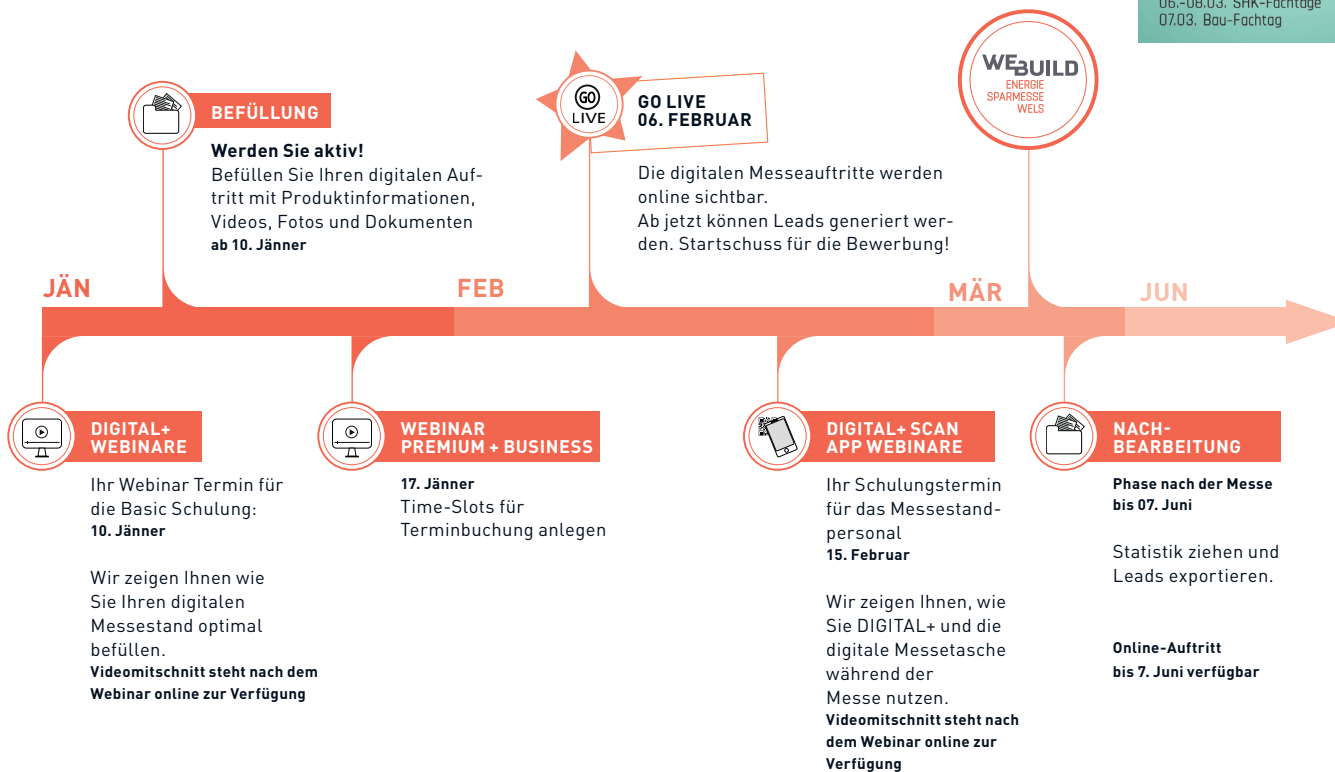 06.-08.03. SHK-Fachtage
07.03. Bau-Fachtag
WEBUILD
ENERGIE
SPARMESSE
WELS
BEFÜLLUNG
Werden Sie aktiv!
Befüllen Sie Ihren digitalen Auf-
tritt mit Produktinformationen,
Videos, Fotos und Dokumenten
ab 10. Jänner
GO
LIVE
GO LIVE
06. FEBRUAR
Die digitalen Messeauftritte werden
online sichtbar.
Ab jetzt können Leads generiert wer-
den. Startschuss für die Bewerbung!
JÄN
FEB
MÄR
JUN
DIGITAL+
WEBINARE
Ihr Webinar Termin für
die Basic Schulung:
10. Jänner
Wir zeigen Ihnen wie
Sie Ihren digitalen
Messestand optimal
befüllen.
Videomitschnitt steht nach dem
Webinar online zur Verfügung
WEBINAR
PREMIUM + BUSINESS
17. Jänner
Time-Slots für
Terminbuchung anlegen
DIGITAL+ SCAN
APP WEBINARE
Ihr Schulungstermin
für das Messestand-
personal
15. Februar
Wir zeigen Ihnen, wie
Sie DIGITAL+ und die
digitale Messetasche
während der
Messe nutzen.
Videomitschnitt steht nach
dem Webinar online zur
Verfügung
NACH-
BEARBEITUNG
Phase nach der Messe
bis 07. Juni
Statistik ziehen und
Leads exportieren.
Online-Auftritt
bis 7. Juni verfügbar